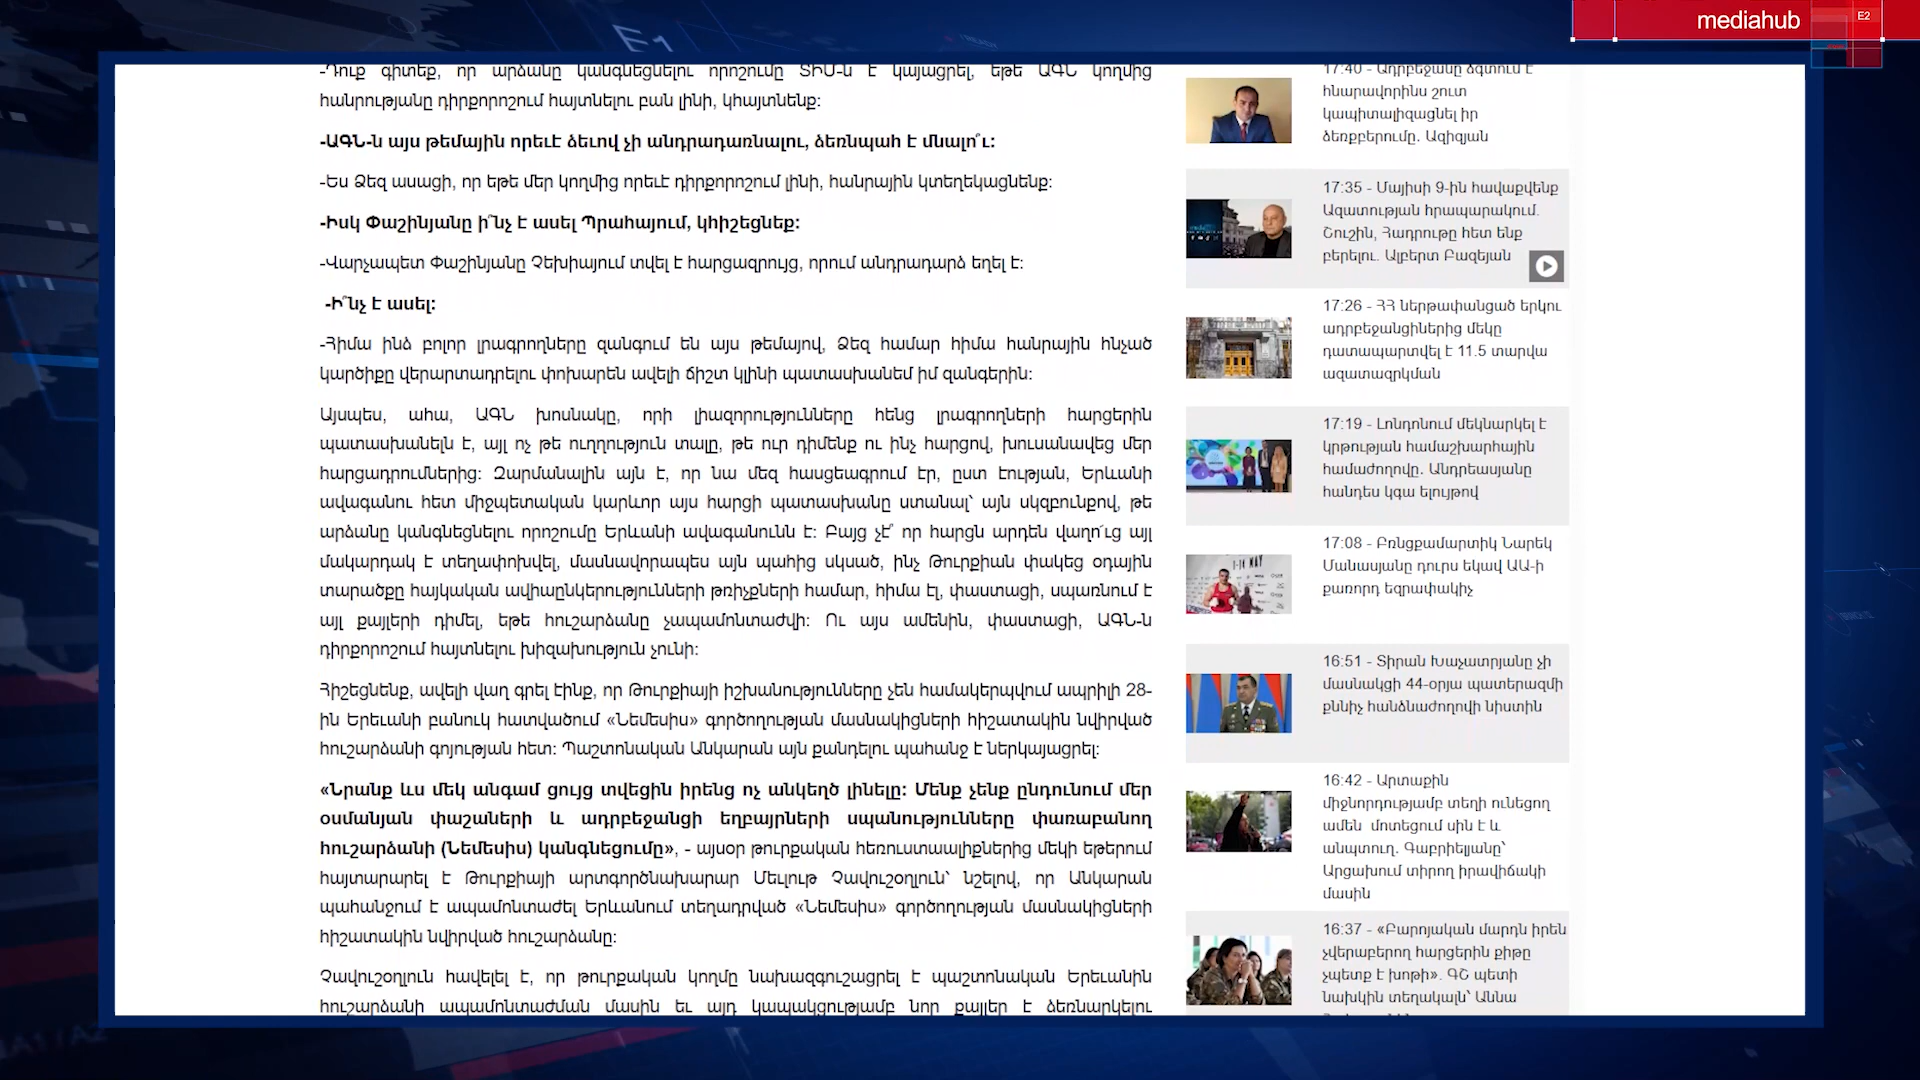 mediahub
E2
E1
-Դուք գիտեք, որ արձանը կանգնեցնելու որոշումը ՏԻՄ-ն է կայացրել, եթե ԱԳՆ կողմից
հանրությանը դիրքորոշում հայտնելու բան լինի, կհայտնենք:
-ԱԳՆ-ն այս թեմային որեւէ ձեւով չի անդրադառնալու, ձեռնպահ է մնալո՞ւ:
-Ես Ձեզ ասացի, որ եթե մեր կողմից որեւէ դիրքորոշում լինի, հանրային կտեղեկացնենք:
-Իսկ Փաշինյանը ի՞նչ է ասել Պրահայում, կհիշեցնեք:
-Վարչապետ Փաշինյանը Չեխիայում տվել է հարցազրույց, որում անդրադարձ եղել է:
-Ի՞նչ է ասել:
-Հիմա ինձ բոլոր լրագրողները զանգում են այս թեմայով, Ձեզ համար հիմա հանրային հնչած
կարծիքը վերարտադրելու փոխարեն ավելի ճիշտ կլինի պատասխանեմ իմ զանգերին:
Այսպես, ահա, ԱԳՆ խոսնակը, որի լիազորությունները հենց լրագրողների հարցերին
պատասխանելն է, այլ ոչ թե ուղղություն տալը, թե ուր դիմենք ու ինչ հարցով, խուսանավեց մեր
հարցադրումներից: Զարմանալին այն է, որ նա մեզ հասցեագրում էր, ըստ էության, Երևանի
ավագանու հետ միջպետական կարևոր այս հարցի պատասխանը ստանալ՝ այն սկզբունքով, թե
արձանը կանգնեցնելու որոշումը Երևանի ավագանունն է: Բայց չէ՞ որ հարցն արդեն վաղո՜ւց այլ
մակարդակ է տեղափոխվել, մասնավորապես այն պահից սկսած, ինչ Թուրքիան փակեց օդային
տարածքը հայկական ավիաընկերությունների թռիչքների համար, հիմա էլ, փաստացի, սպառնում է
այլ քայլերի դիմել, եթե հուշարձանը չապամոնտաժվի: Ու այս ամենին, փաստացի, ԱԳՆ-ն
դիրքորոշում հայտնելու խիզախություն չունի:
Հիշեցնենք, ավելի վաղ գրել էինք, որ Թուրքիայի իշխանությունները չեն համակերպվում ապրիլի 28-
ին Երեւանի բանուկ հատվածում «Նեմեսիս» գործողության մասնակիցների հիշատակին նվիրված
հուշարձանի գոյության հետ: Պաշտոնական Անկարան այն քանդելու պահանջ է ներկայացրել:
«Նրանք ևս մեկ անգամ ցույց տվեցին իրենց ոչ անկեղծ լինելը: Մենք չենք ընդունում մեր
օսմանյան փաշաների և ադրբեջանցի եղբայրների սպանությունները փառաբանող
հուշարձանի (Նեմեսիս) կանգնեցումը», - այսօր թուրքական հեռուստաալիքներից մեկի եթերում
հայտարարել է Թուրքիայի արտգործնախարար Մեւլութ Չավուշօղլուն՝ նշելով, որ Անկարան
պահանջում է ապամոնտաժել Երևանում տեղադրված «Նեմեսիս» գործողության մասնակիցների
հիշատակին նվիրված հուշարձանը:
Չավուշօղլուն հավելել է, որ թուրքական կողմը նախազգուշացրել է պաշտոնական Երեւանին
հուշարձանի ապամոնտաժման մասին եւ այդ կապակցությամբ նոր քայլեր է ձեռնարկելու
17:40 - Ադրբեջանը ձգտում է
հնարավորինս շուտ
կապիտալիզացնել իր
ձեռքբերումը․ Ազիզյան
17:35 - Մայիսի 9-ին հավաքվենք
Ազատության հրապարակում.
Շուշին, Հադրութը հետ ենք
բերելու. Ալբերտ Բազեյան
17:26 - ՀՀ ներթափանցած երկու
ադրբեջանցիներից մեկը
դատապարտվել է 11.5 տարվա
ազատազրկման
17:19 - Լոնդոնում մեկնարկել է
կրթության համաշխարհային
համաժողովը․ Անդրեասյանը
հանդես կգա ելույթով
17:08 - Բռնցքամարտիկ Նարեկ
Մանասյանը դուրս եկավ ԱԱ-ի
քառորդ եզրափակիչ
16:51 - Տիրան Խաչատրյանը չի
մասնակցի 44-օրյա պատերազմի
քննիչ հանձնաժողովի նիստին
16:42 - Արտաքին
միջնորդությամբ տեղի ունեցող
ամեն մոտեցում սին է և
անպտուղ․ Գաբրիելյանը՝
Արցախում տիրող իրավիճակի
մասին
16:37 - «Բարոյական մարդն իրեն
չվերաբերող հարցերին քիթը
չպետք է խոթի». ԳՇ պետի
նախկին տեղակալն՝ Աննա